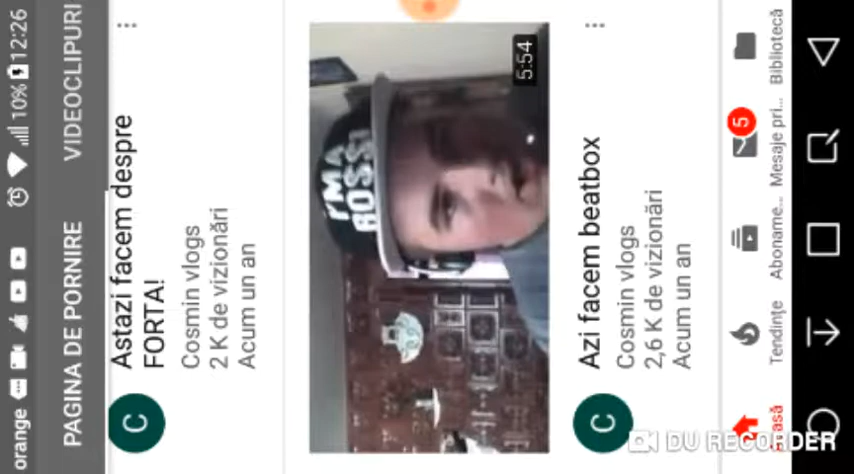 orange
10%
12:26
PAGINA DE PORNIRE
VIDEOCLIPURI
Astazi facem despre
FORTA!
Cosmin vlogs
2 K de vizionări
Acum un an
C
I'MA
BOSS!
5:54
Azi facem beatbox
Cosmin vlogs
2,6 K de vizionări
Acum un an
C
Tendințe
Aboname...
5
Mesaje pri...
Bibliotecă
DU RECORDER